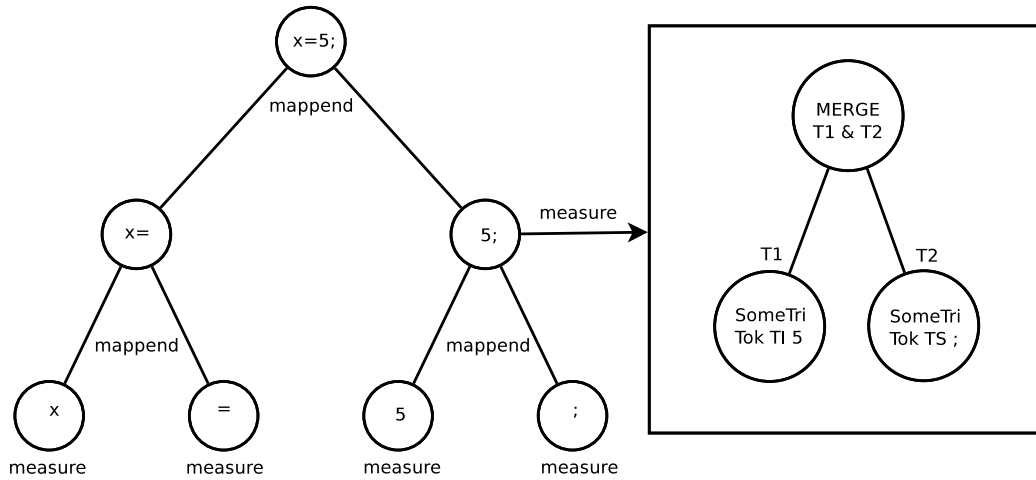 x=5;
mappend
x=
5;
measure
mappend
mappend
x
=
5
;
measure
measure
measure
measure
MERGE
T1 & T2
T1
T2
SomeTri
Tok TI 5
SomeTri
Tok TS ;